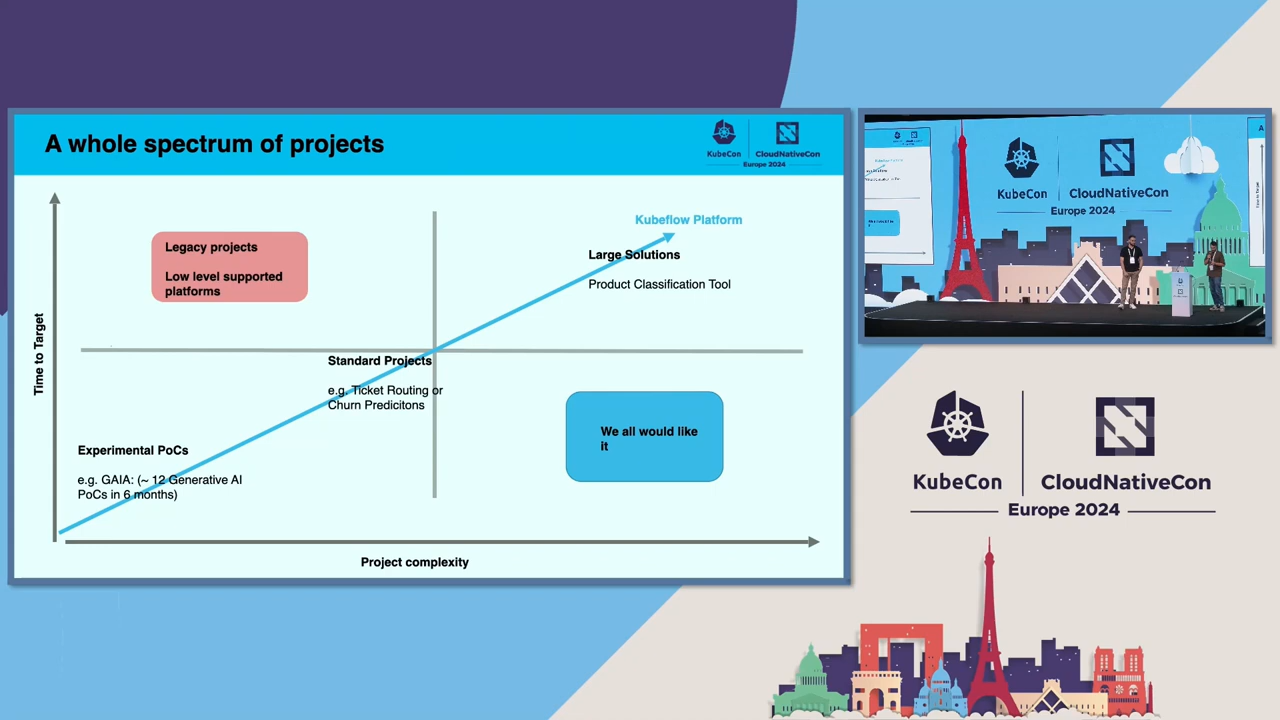 A whole spectrum of projects
KubeCon
CloudNativeCon
Europe 2024
Time to Target
Legacy projects
Low level supported
platforms
Kubeflow Platform
Large Solutions
Product Classification Tool
Standard Projects
e.g. Ticket Routing or
Churn Predicitons
We all would like
it
Experimental PoCs
e.g. GAIA: (~ 12 Generative AI
PoCs in 6 months)
Project complexity
KubeCon
CloudNativeCon
Europe 2024
KubeCon
CloudNativeCon
Europe 2024